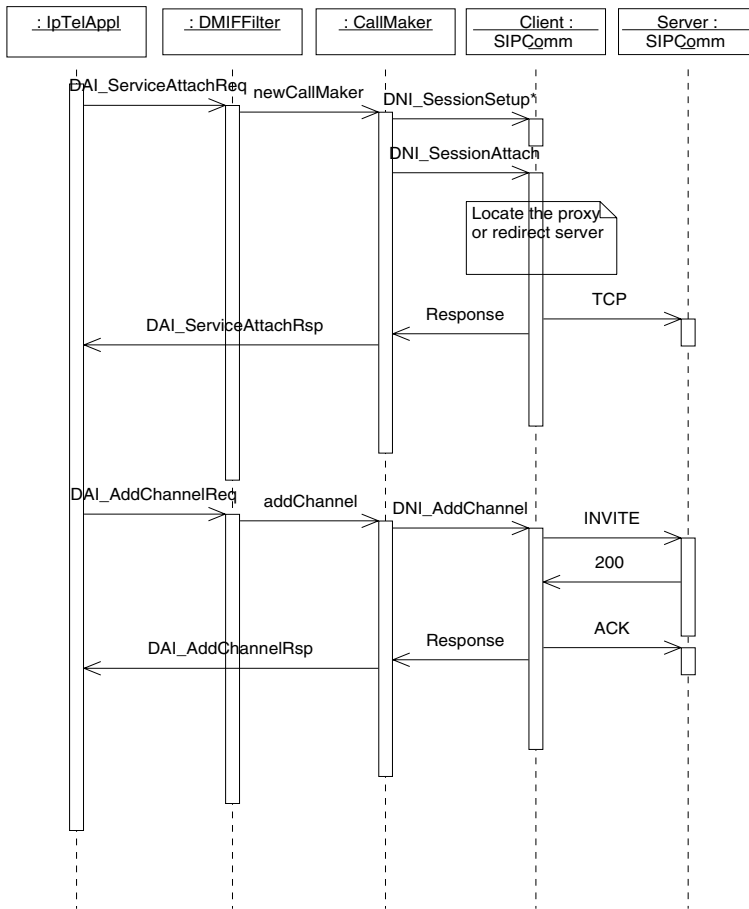 : IpTelAppl
: DMIFFilter
: CallMaker
Client :
SIPComm
Server :
SIPComm
DAI_ServiceAttachReq
newCallMaker
DNI_SessionSetup*
DNI_SessionAttach
Locate the proxy
or redirect server
TCP
Response
DAI_ServiceAttachRsp
DAI_AddChannelReq
addChannel
DNI_AddChannel
INVITE
200
ACK
Response
DAI_AddChannelRsp